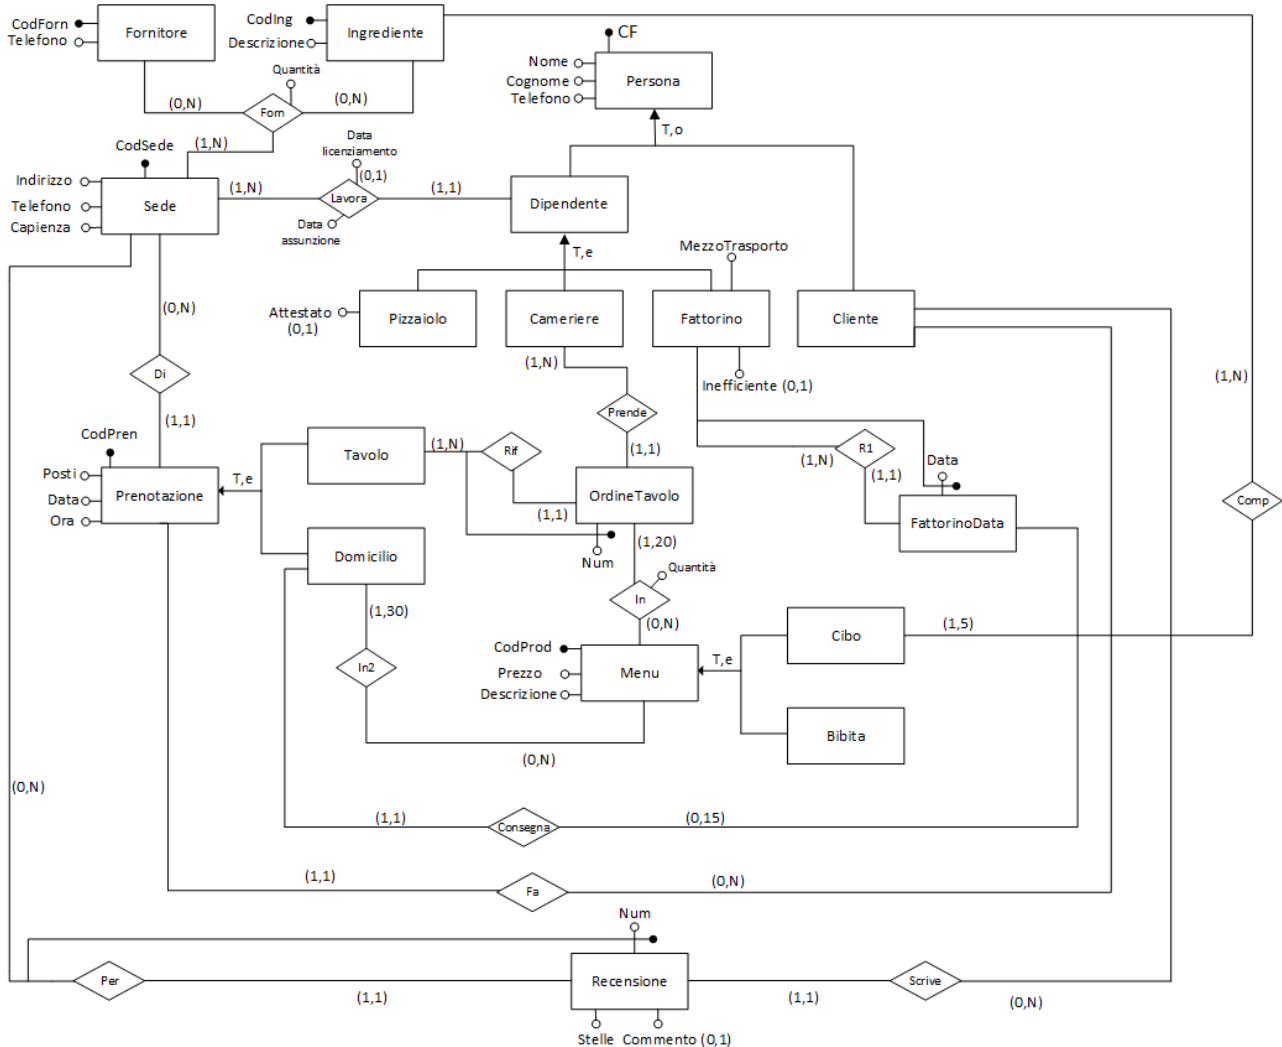 CodForn
Telefono
Fornitore
CodIng
Descrizione
Ingrediente
CF
Nome
Cognome
Telefono
Persona
Quantità
(0,N)
(0,N)
Forn
T,o
(1,N)
Data
licenziamento
(0,1)
CodSede
Indirizzo
Telefono
Capienza
Sede
(1,N)
Lavora
(1,1)
Data
assunzione
Dipendente
T,e
MezzoTrasporto
Attestato
(0,1)
Pizzaiolo
Cameriere
Fattorino
Cliente
(0,N)
(1,N)
Inefficiente (0,1)
(1,N)
Di
Prende
(1,1)
CodPren
Posti
Data
Ora
Prenotazione
T,e
Tavolo
(1,N)
Rif
(1,1)
(1,1)
OrdineTavolo
Num
R1
(1,N)
(1,1)
Data
FattorinoData
Comp
Domicilio
(1,20)
Quantità
In
(1,30)
(0,N)
In2
CodProd
Prezzo
Descrizione
Menu
T,e
Cibo
(1,5)
Bibita
(0,N)
(0,N)
(1,1)
Consegna
(0,15)
(1,1)
Fa
(0,N)
Num
Per
(1,1)
Recensione
(1,1)
Scrive
(0,N)
Stelle
Commento (0,1)